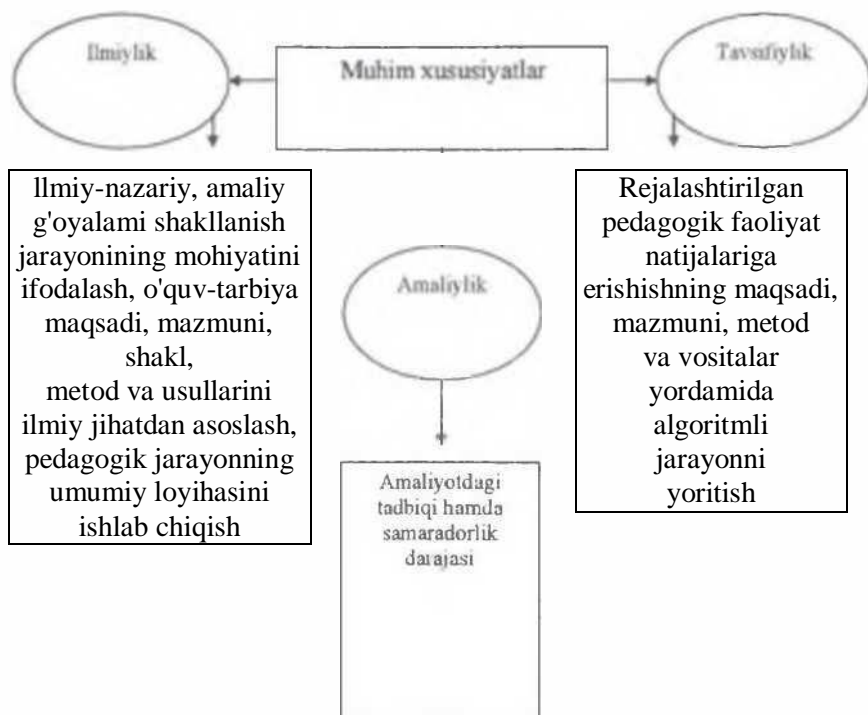 Ilmiylik
Muhim xususiyatlar
Tavsifiylik
llmiy-nazariy, amaliy
g'oyalami shakllanish
jarayonining mohiyatini
ifodalash, o'quv-tarbiya
maqsadi, mazmuni,
shakl,
metod va usullarini
ilmiy jihatdan asoslash,
pedagogik jarayonning
umumiy loyihasini
ishlab chiqish
Amaliylik
Amaliyotdagi
tadbiqi hamda
samaradorlik
darajasi
Rejalashtirilgan
pedagogik faoliyat
natijalariga
erishishning maqsadi,
mazmuni, metod
va vositalar
yordamida
algoritmli
jarayonni
yoritish